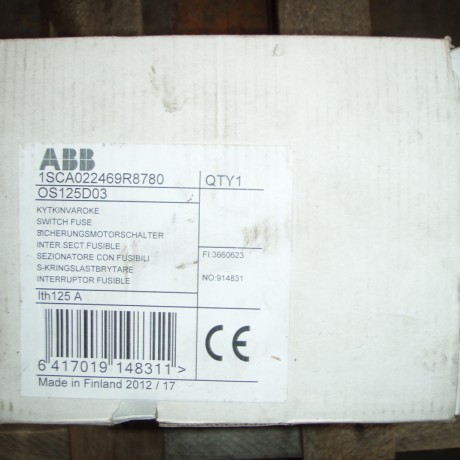 ABB
1SCA022469R8780
QTY1
OS125D03
KYTKINVAROKE
SWITCH FUSE
SICHERUNGSMOTORSCHALTER
INTER.SECT.FUSIBLE
SEZIONATORE CON FUSIBILI
S-KRINGSLASTBRYTARE
INTERRUPTOR FUSIBLE
FI:3660623
NO:914831
Ith125 A
CE
6 417019 148311 >
Made in Finland 2012 / 17